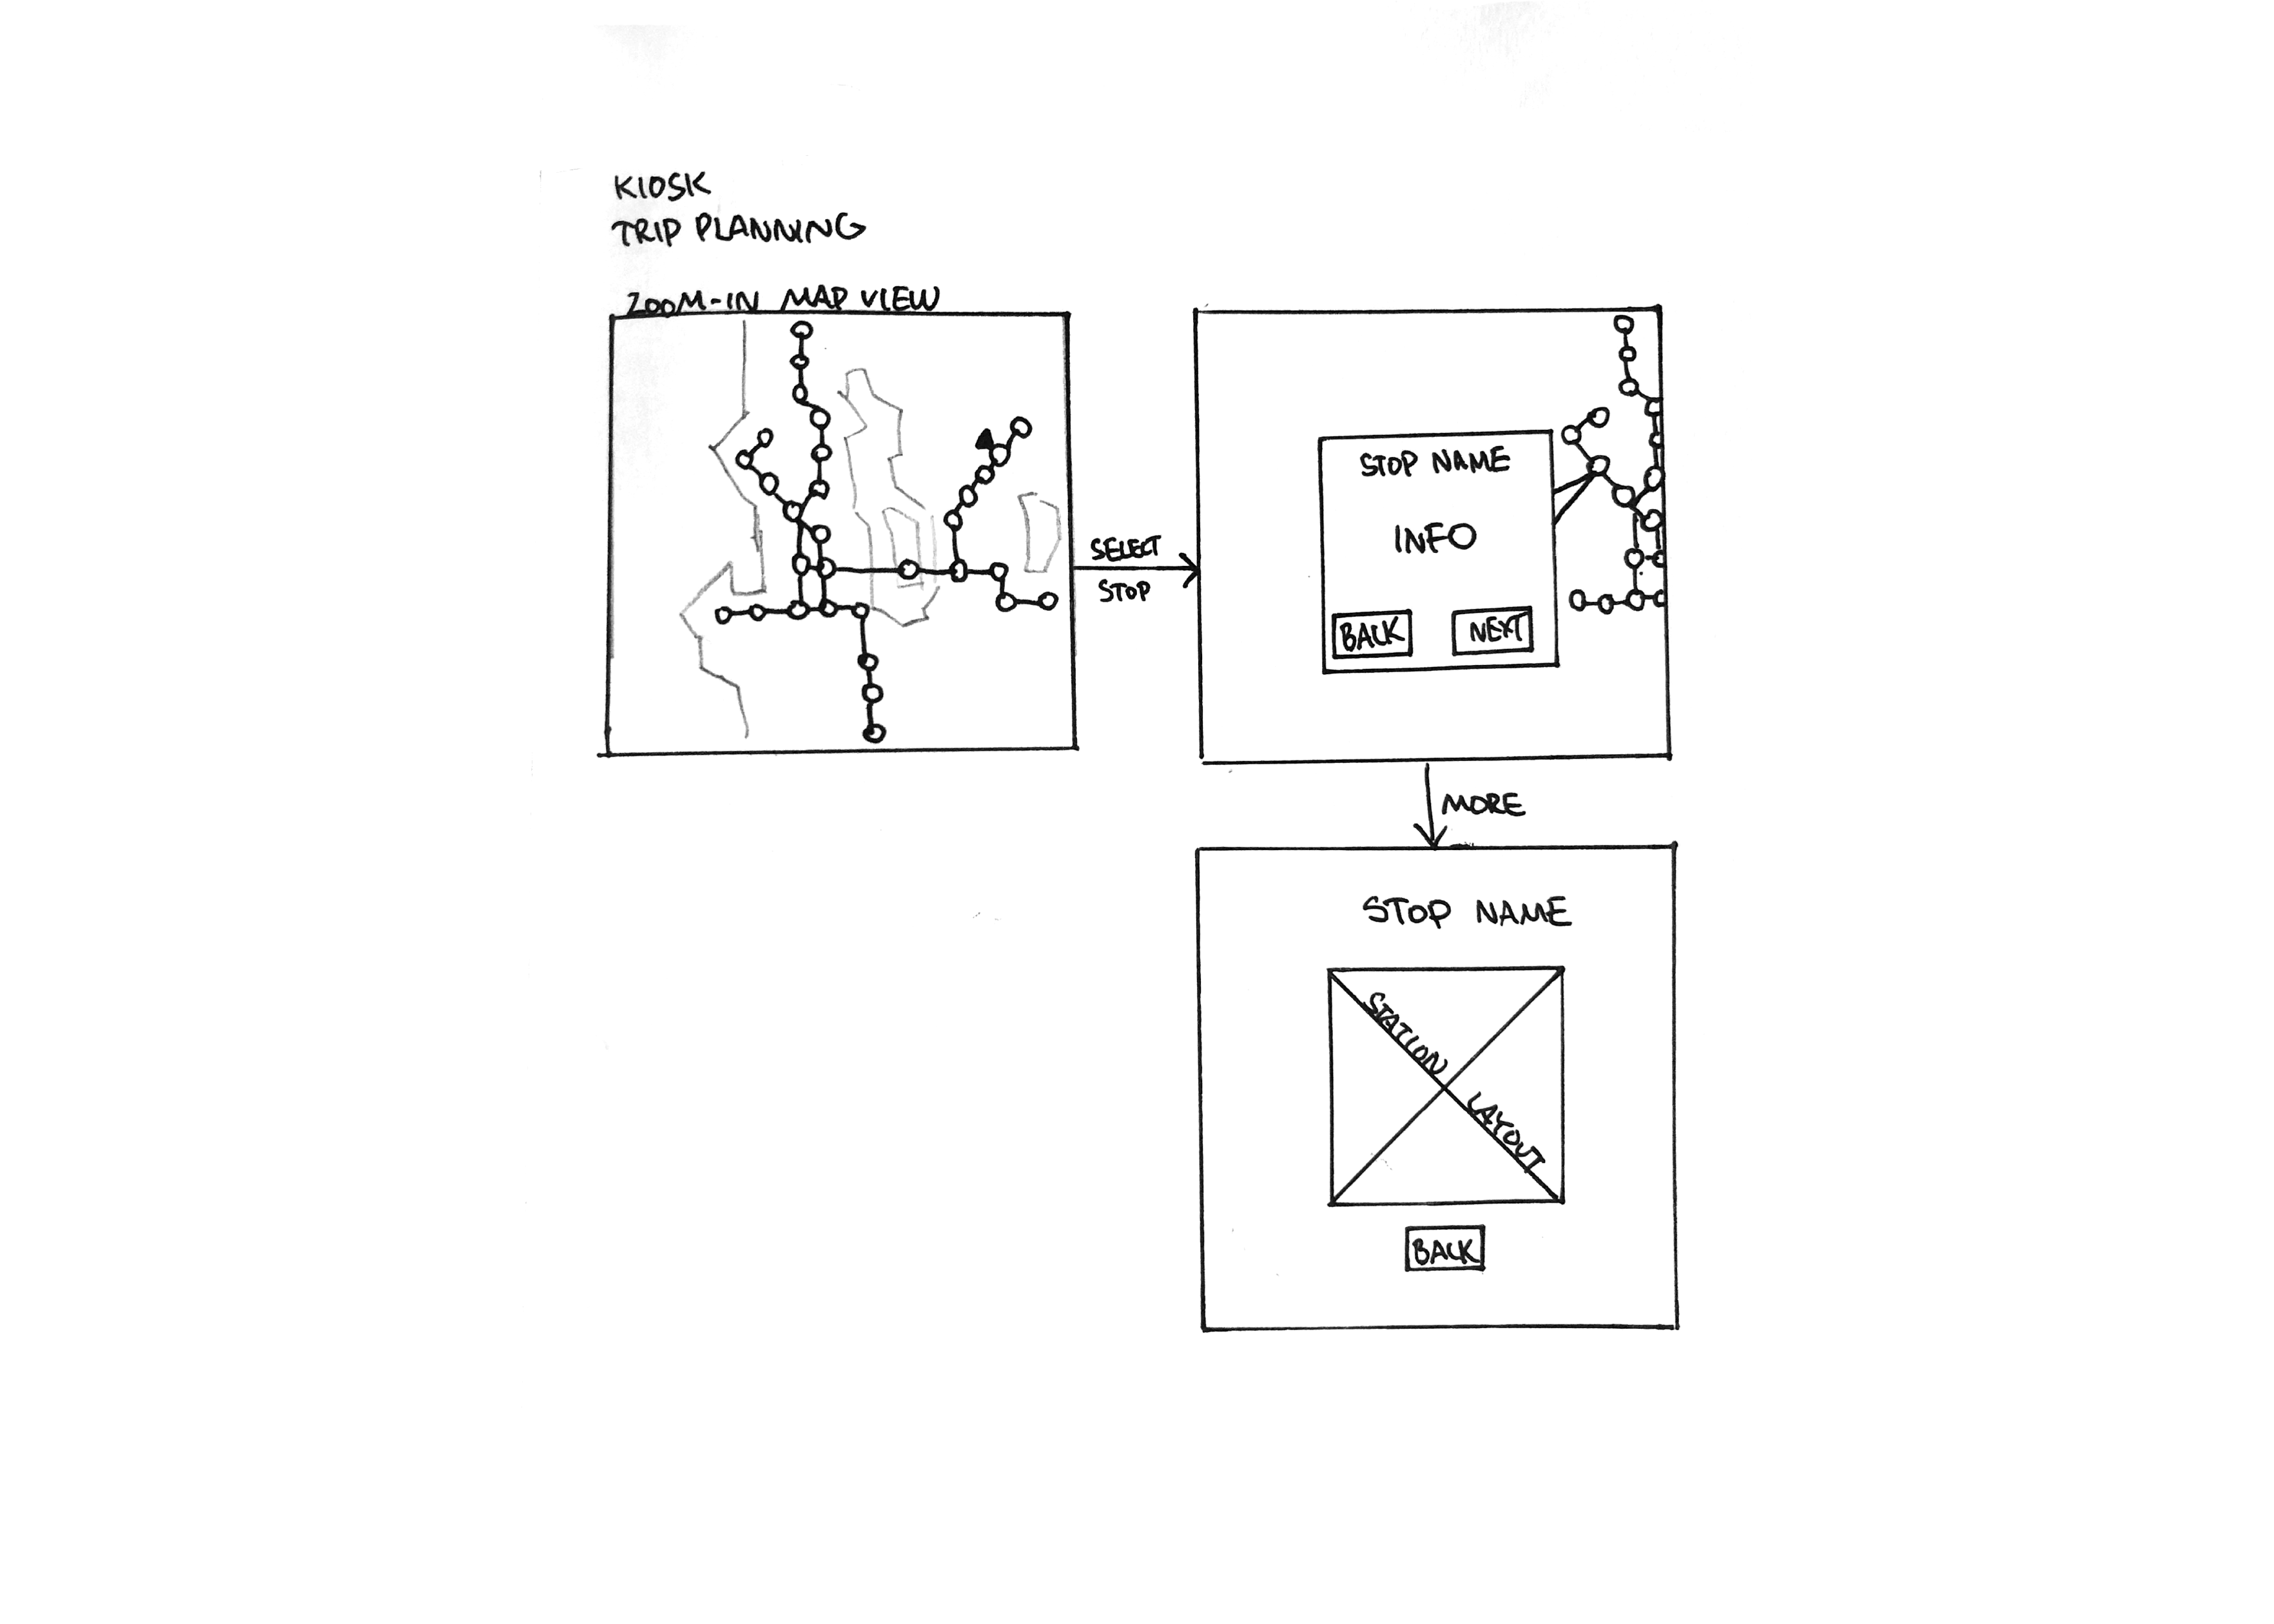 KIOSK
TRIP PLANNING
ZOOM-IN MAP VIEW
SELECT
STOP
STOP NAME
INFO
BACK
NEXT
MORE
STOP NAME
STATION
LAYOUT
BACK